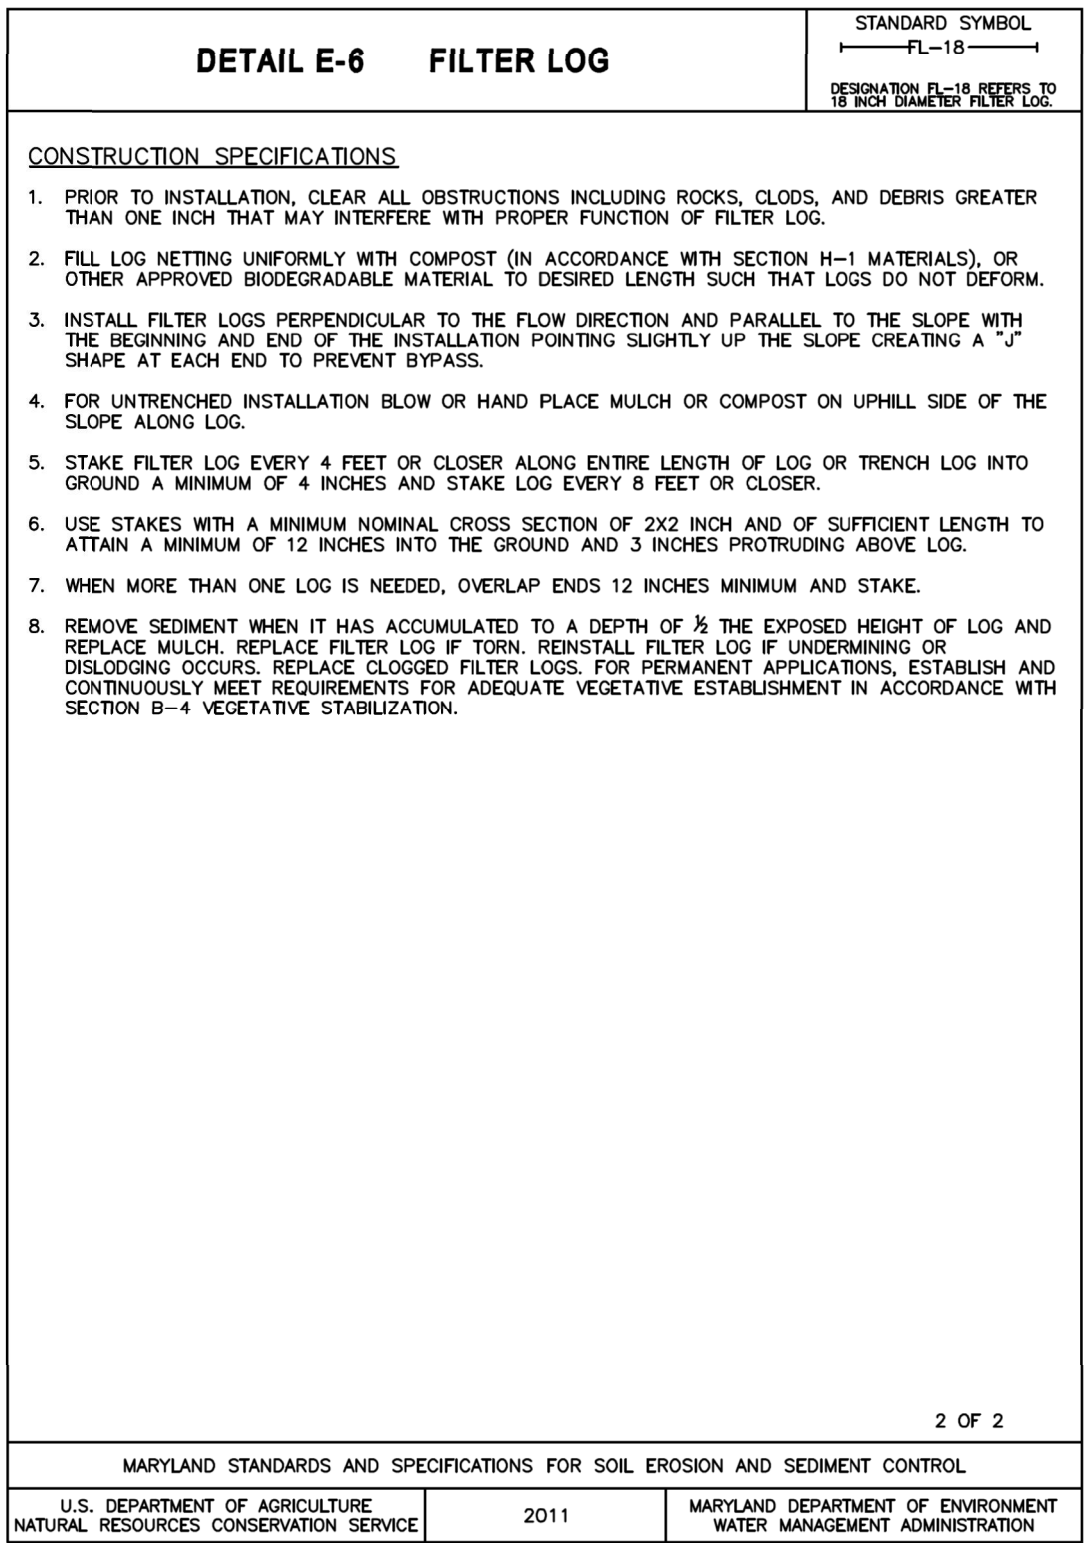 DETAIL E-6 FILTER LOG
STANDARD SYMBOL
FL-18
DESIGNATION FL-18 REFERS TO
18 INCH DIAMETER FILTER LOG.
CONSTRUCTION SPECIFICATIONS
1. PRIOR TO INSTALLATION, CLEAR ALL OBSTRUCTIONS INCLUDING ROCKS, CLODS, AND DEBRIS GREATER
THAN ONE INCH THAT MAY INTERFERE WITH PROPER FUNCTION OF FILTER LOG.
2. FILL LOG NETTING UNIFORMLY WITH COMPOST (IN ACCORDANCE WITH SECTION H-1 MATERIALS), OR
OTHER APPROVED BIODEGRADABLE MATERIAL TO DESIRED LENGTH SUCH THAT LOGS DO NOT DEFORM.
3. INSTALL FILTER LOGS PERPENDICULAR TO THE FLOW DIRECTION AND PARALLEL TO THE SLOPE WITH
THE BEGINNING AND END OF THE INSTALLATION POINTING SLIGHTLY UP THE SLOPE CREATING A "J"
SHAPE AT EACH END TO PREVENT BYPASS.
4. FOR UNTRENCHED INSTALLATION BLOW OR HAND PLACE MULCH OR COMPOST ON UPHILL SIDE OF THE
SLOPE ALONG LOG.
5. STAKE FILTER LOG EVERY 4 FEET OR CLOSER ALONG ENTIRE LENGTH OF LOG OR TRENCH LOG INTO
GROUND A MINIMUM OF 4 INCHES AND STAKE LOG EVERY 8 FEET OR CLOSER.
6. USE STAKES WITH A MINIMUM NOMINAL CROSS SECTION OF 2X2 INCH AND OF SUFFICIENT LENGTH TO
ATTAIN A MINIMUM OF 12 INCHES INTO THE GROUND AND 3 INCHES PROTRUDING ABOVE LOG.
7. WHEN MORE THAN ONE LOG IS NEEDED, OVERLAP ENDS 12 INCHES MINIMUM AND STAKE.
8. REMOVE SEDIMENT WHEN IT HAS ACCUMULATED TO A DEPTH OF ½ THE EXPOSED HEIGHT OF LOG AND
REPLACE MULCH. REPLACE FILTER LOG IF TORN. REINSTALL FILTER LOG IF UNDERMINING OR
DISLODGING OCCURS. REPLACE CLOGGED FILTER LOGS. FOR PERMANENT APPLICATIONS, ESTABLISH AND
CONTINUOUSLY MEET REQUIREMENTS FOR ADEQUATE VEGETATIVE ESTABLISHMENT IN ACCORDANCE WITH
SECTION B-4 VEGETATIVE STABILIZATION.
2 OF 2
MARYLAND STANDARDS AND SPECIFICATIONS FOR SOIL EROSION AND SEDIMENT CONTROL
U.S. DEPARTMENT OF AGRICULTURE
NATURAL RESOURCES CONSERVATION SERVICE
2011
MARYLAND DEPARTMENT OF ENVIRONMENT
WATER MANAGEMENT ADMINISTRATION